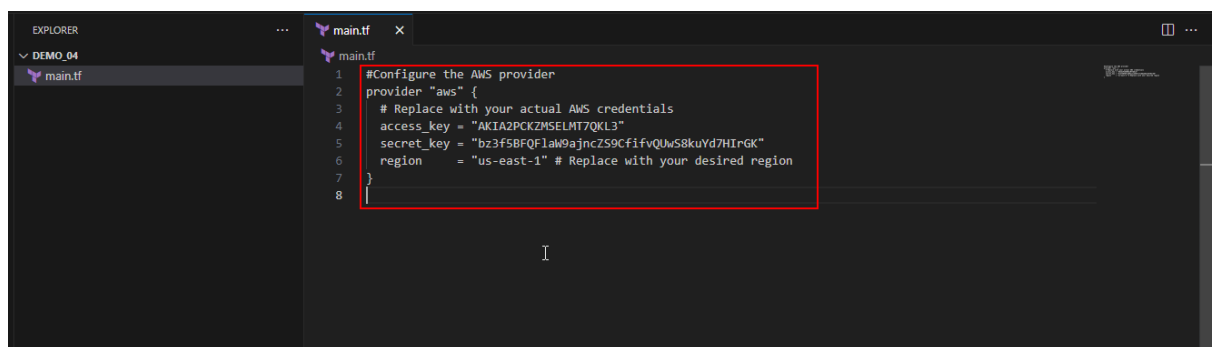 EXPLORER
DEMO_04
main.tf
main.tf
main.tf
1 #Configure the AWS provider
2 provider "aws" {
3 # Replace with your actual AWS credentials
4 access_key = "AKIA2PCKZMSELMT7QKL3"
5 secret_key = "bz3f5BFQFlaW9ajncZS9CfifvQUwS8kuYd7HIrGK"
6 region = "us-east-1" # Replace with your desired region
7 }
8